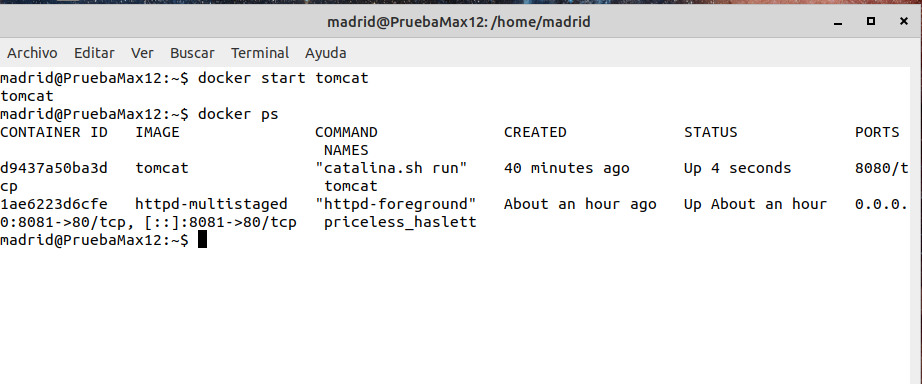 madrid@PruebaMax12: /home/madrid
Archivo Editar Ver Buscar Terminal Ayuda
madrid@PruebaMax12:~$ docker start tomcat
tomcat
madrid@PruebaMax12:~$ docker ps
CONTAINER ID   IMAGE                COMMAND              CREATED             STATUS             PORTS
                                    NAMES
d9437a50ba3d   tomcat               "catalina.sh run"    40 minutes ago      Up 4 seconds       8080/t
cp                                  tomcat
1ae6223d6cfe   httpd-multistaged    "httpd-foreground"   About an hour ago   Up About an hour   0.0.0.
0:8081->80/tcp, [::]:8081->80/tcp   priceless_haslett
madrid@PruebaMax12:~$